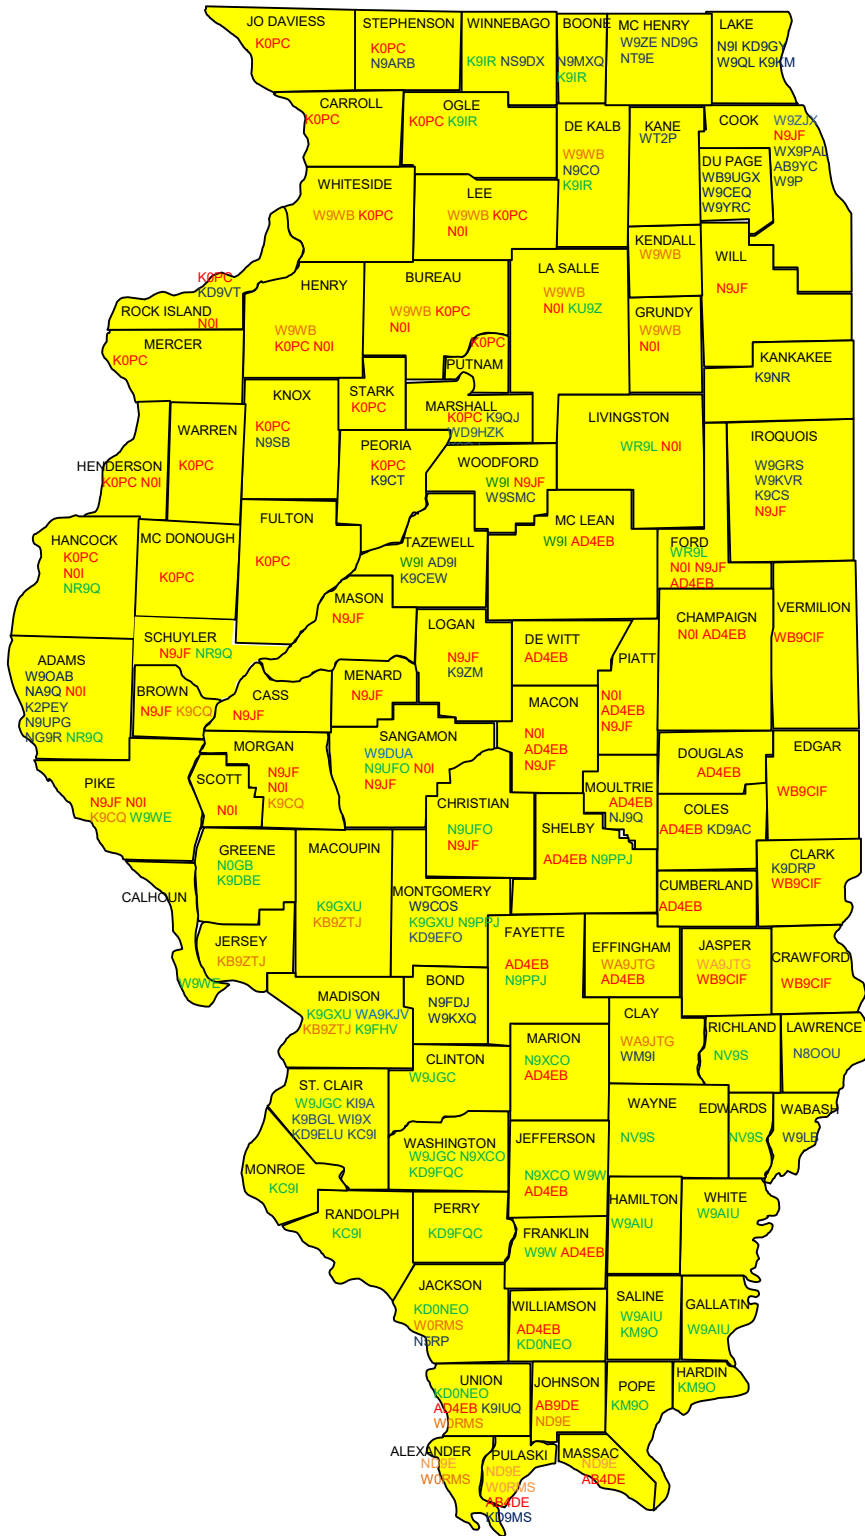 JO DAVIESS
K0PC
STEPHENSON
K0PC
N9ARB
WINNEBAGO
K9IR NS9DX
BOONE
N9MXQ
K9IR
MC HENRY
W9ZE ND9G
NT9E
LAKE
N9I KD9GY
W9QL K9KM
CARROLL
K0PC
OGLE
K0PC K9IR
DE KALB
W9WB
N9CO
K9IR
KANE
WT2P
COOK
W9ZJX
N9JF
WX9PAL
AB9YC
W9P
DU PAGE
WB9UGX
W9CEQ
W9YRC
WHITESIDE
W9WB K0PC
LEE
W9WB K0PC
N0I
KENDALL
W9WB
WILL
N9JF
K0PC
KD9VT
ROCK ISLAND
N0I
HENRY
W9WB
K0PC N0I
BUREAU
W9WB K0PC
N0I
LA SALLE
W9WB
N0I KU9Z
GRUNDY
W9WB
N0I
MERCER
K0PC
K0PC
PUTNAM
KANKAKEE
K9NR
KNOX
K0PC
N9SB
STARK
K0PC
MARSHALL
K0PC K9QJ
WD9HZK
LIVINGSTON
WR9L N0I
IROQUOIS
W9GRS
W9KVR
K9CS
N9JF
WARREN
K0PC
HENDERSON
K0PC N0I
PEORIA
K0PC
K9CT
WOODFORD
W9I N9JF
W9SMC
HANCOCK
K0PC
N0I
NR9Q
MC DONOUGH
K0PC
FULTON
K0PC
TAZEWELL
W9I AD9I
K9CEW
MC LEAN
W9I AD4EB
FORD
WR9L
N0I N9JF
AD4EB
MASON
N9JF
LOGAN
N9JF
K9ZM
DE WITT
AD4EB
PIATT
N0I
AD4EB
N9JF
CHAMPAIGN
N0I AD4EB
VERMILION
WB9CIF
SCHUYLER
N9JF NR9Q
ADAMS
W9OAB
NA9Q N0I
K2PEY
N9UPG
NG9R NR9Q
BROWN
N9JF K9CQ
CASS
N9JF
MENARD
N9JF
MACON
N0I
AD4EB
N9JF
SANGAMON
W9DUA
N9UFO N0I
N9JF
MORGAN
N9JF
N0I
K9CQ
SCOTT
N0I
PIKE
N9JF N0I
K9CQ W9WE
DOUGLAS
AD4EB
EDGAR
WB9CIF
MOULTRIE
AD4EB
NJ9Q
COLES
AD4EB KD9AC
CHRISTIAN
N9UFO
N9JF
SHELBY
AD4EB N9PPJ
GREENE
N0GB
K9DBE
MACOUPIN
K9GXU
KB9ZTJ
CLARK
K9DRP
WB9CIF
CUMBERLAND
AD4EB
CALHOUN
W9WE
MONTGOMERY
W9COS
K9GXU N9PPJ
KD9EFO
FAYETTE
AD4EB
N9PPJ
EFFINGHAM
WA9JTG
AD4EB
JASPER
WA9JTG
WB9CIF
CRAWFORD
WB9CIF
JERSEY
KB9ZTJ
BOND
N9FDJ
W9KXQ
MADISON
K9GXU WA9KJV
KB9ZTJ K9FHV
CLAY
WA9JTG
WM9I
RICHLAND
NV9S
LAWRENCE
N8OOU
MARION
N9XCO
AD4EB
CLINTON
W9JGC
ST. CLAIR
W9JGC KI9A
K9BGL WI9X
KD9ELU KC9I
WAYNE
NV9S
EDWARDS
NV9S
WABASH
W9LB
WASHINGTON
W9JGC N9XCO
KD9FQC
JEFFERSON
N9XCO W9W
AD4EB
MONROE
KC9I
RANDOLPH
KC9I
PERRY
KD9FQC
HAMILTON
W9AIU
WHITE
W9AIU
FRANKLIN
W9W AD4EB
JACKSON
KD0NEO
W0RMS
N5RP
WILLIAMSON
AD4EB
KD0NEO
SALINE
W9AIU
KM9O
GALLATIN
W9AIU
UNION
KD0NEO
AD4EB K9IUQ
W0RMS
JOHNSON
AB9DE
ND9E
POPE
KM9O
HARDIN
KM9O
ALEXANDER
ND9E
W0RMS
PULASKI
ND9E
W0RMS
AB4DE
KD9MS
MASSAC
ND9E
AB4DE